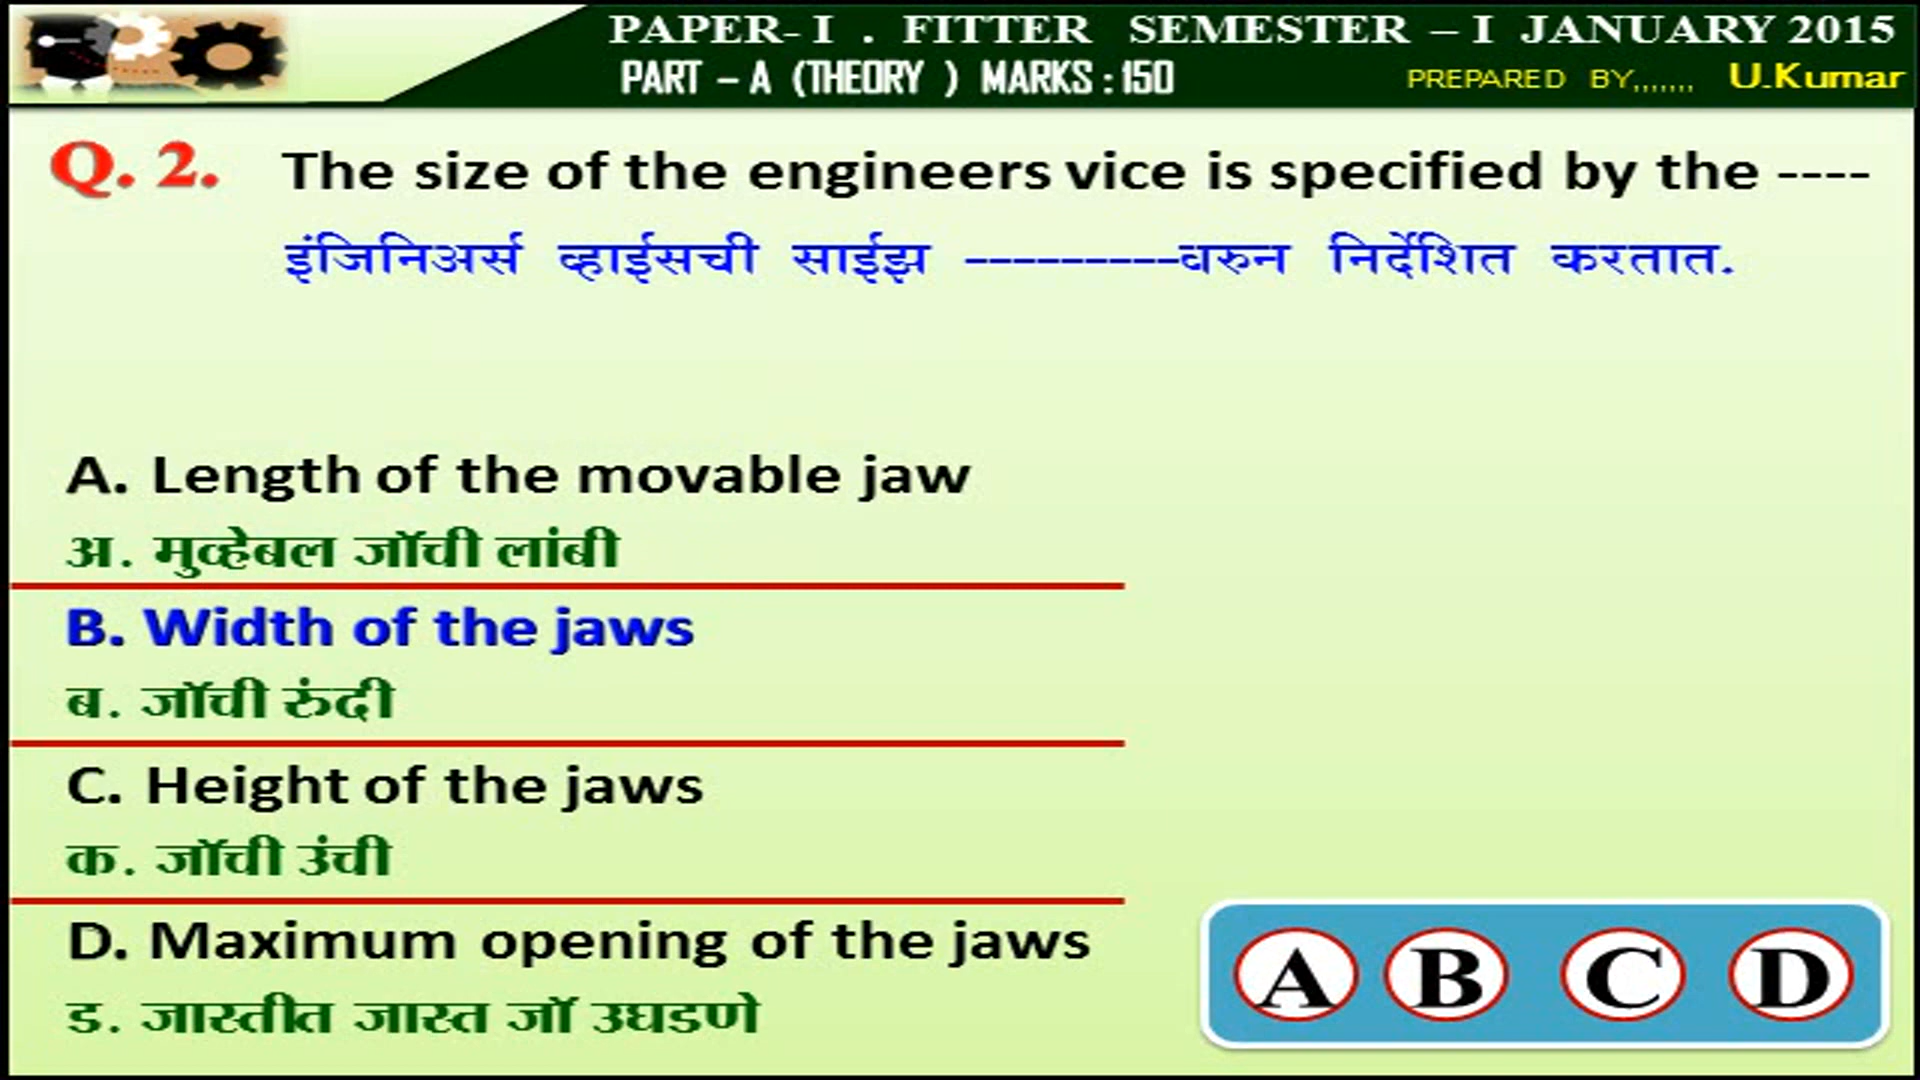 PAPER- I . FITTER SEMESTER – I JANUARY 2015
PART – A (THEORY ) MARKS : 150
PREPARED BY,,,,,,, U.Kumar
Q. 2. The size of the engineers vice is specified by the ----
इंजिनिअर्स व्हाईसची साईझ ---------वरुन निर्देशित करतात.
A. Length of the movable jaw
अ. मुव्हेबल जॉची लांबी
B. Width of the jaws
ब. जॉची रुंदी
C. Height of the jaws
क. जॉची उंची
D. Maximum opening of the jaws
ड. जास्तीत जास्त जॉ उघडणे
A B C D